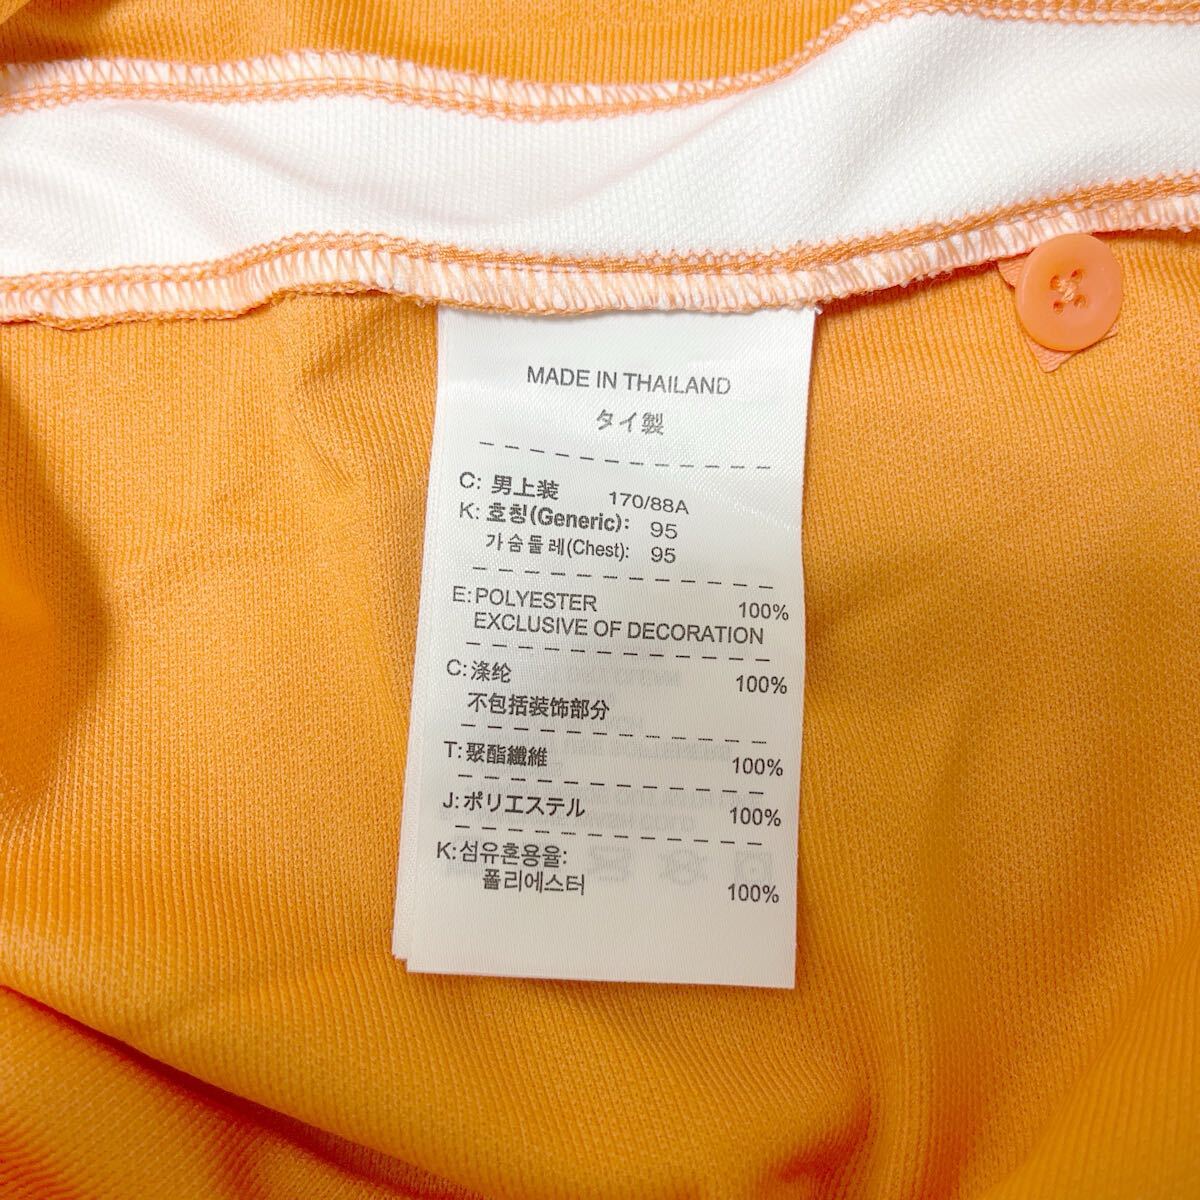 MADE IN THAILAND
タイ製
C: 男上装 170/88A
K: 호칭(Generic): 95
가슴둘레(Chest): 95
E: POLYESTER 100%
EXCLUSIVE OF DECORATION
C: 涤纶 100%
不包括装饰部分
T: 聚酯纖維 100%
J: ポリエステル 100%
K: 섬유혼용율:
폴리에스터 100%